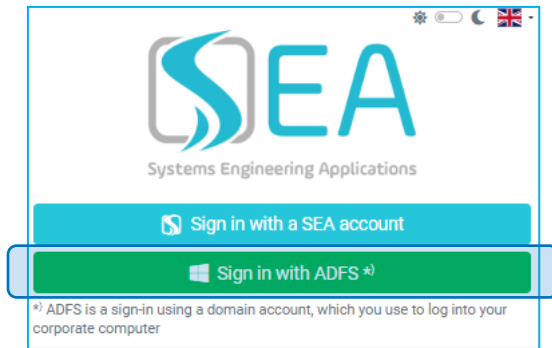 SEA
Systems Engineering Applications
Sign in with a SEA account
Sign in with ADFS *)
*) ADFS is a sign-in using a domain account, which you use to log into your
corporate computer